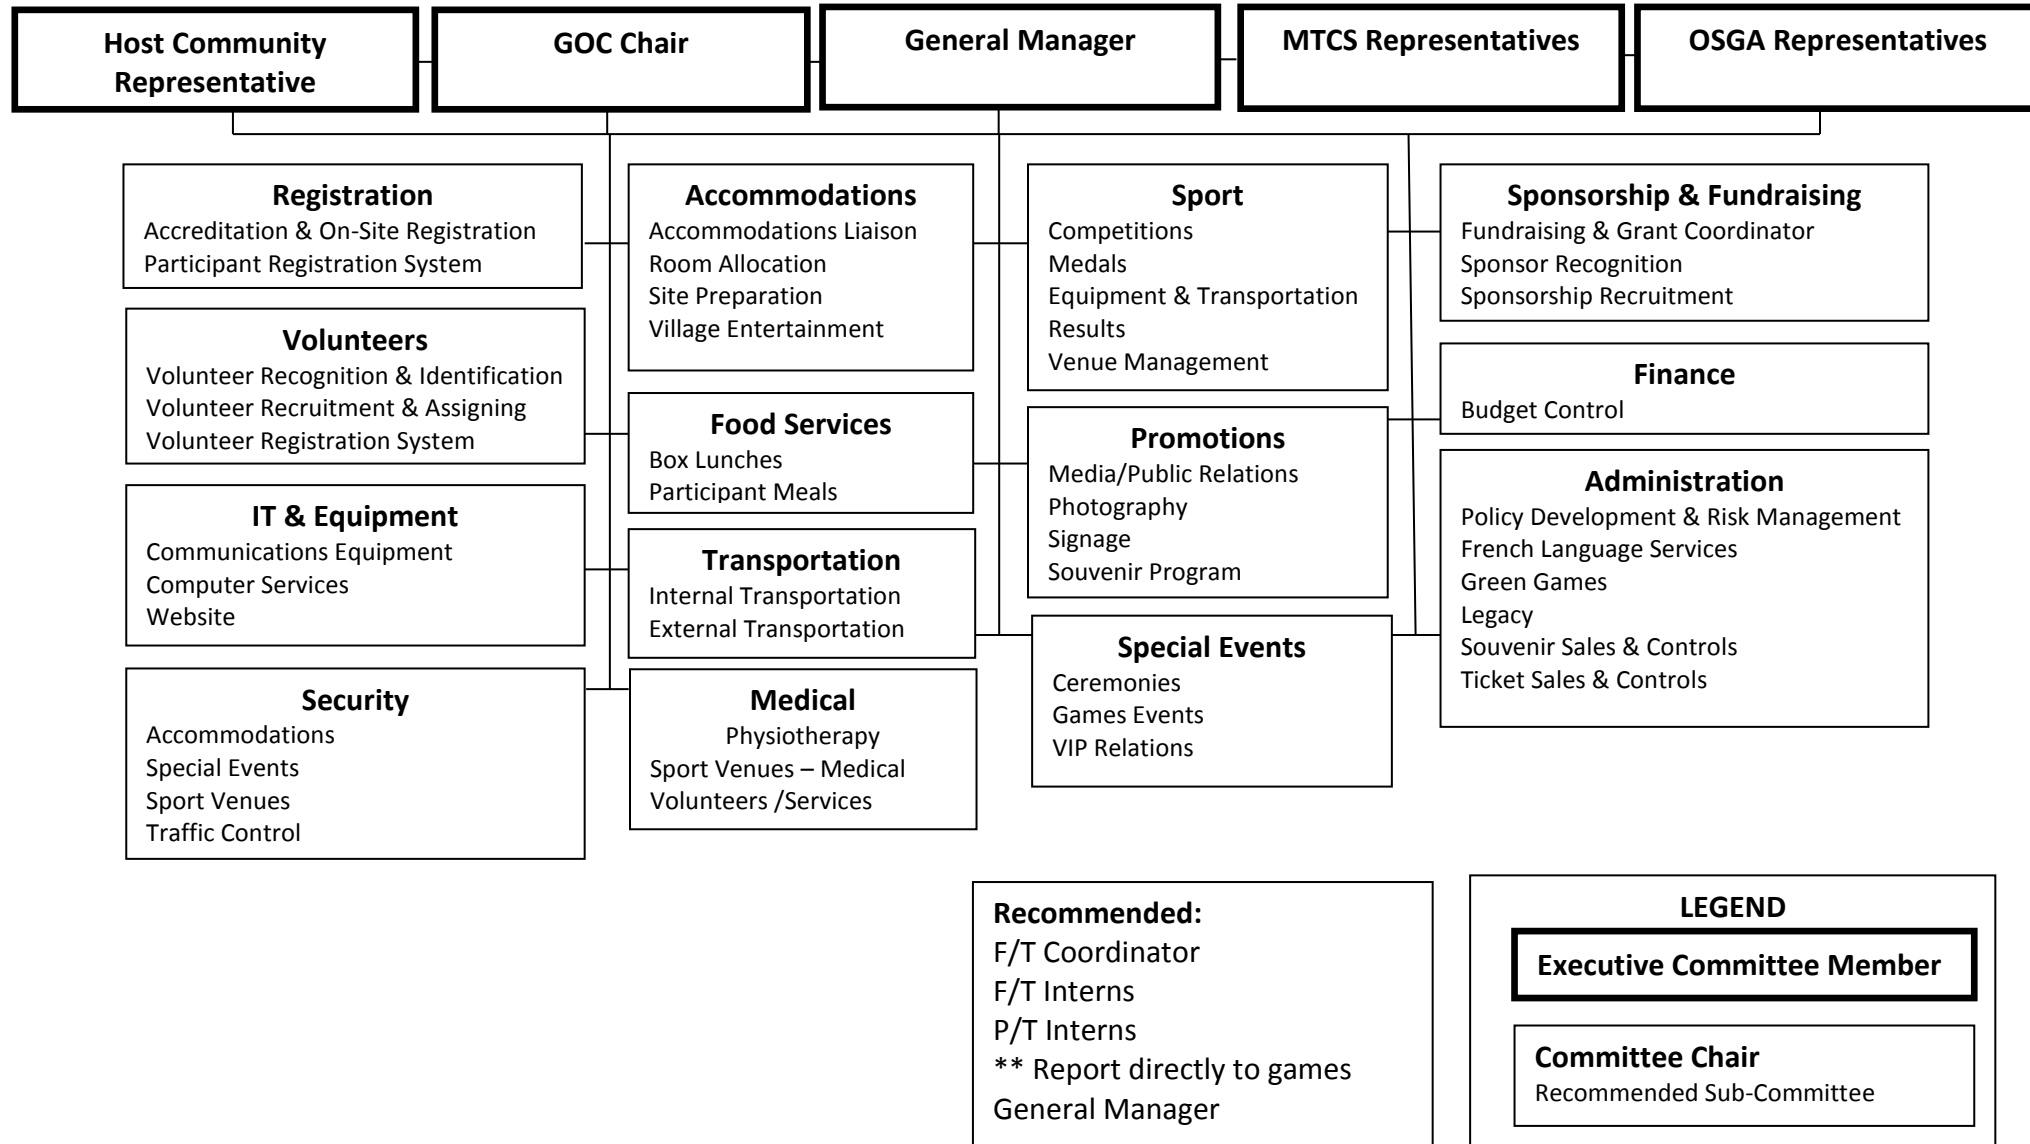 Host Community
Representative
GOC Chair
General Manager
MTCS Representatives
OSGA Representatives
Registration
Accreditation & On-Site Registration
Participant Registration System
Volunteers
Volunteer Recognition & Identification
Volunteer Recruitment & Assigning
Volunteer Registration System
IT & Equipment
Communications Equipment
Computer Services
Website
Security
Accommodations
Special Events
Sport Venues
Traffic Control
Accommodations
Accommodations Liaison
Room Allocation
Site Preparation
Village Entertainment
Food Services
Box Lunches
Participant Meals
Transportation
Internal Transportation
External Transportation
Medical
Physiotherapy
Sport Venues – Medical
Volunteers /Services
Sport
Competitions
Medals
Equipment & Transportation
Results
Venue Management
Promotions
Media/Public Relations
Photography
Signage
Souvenir Program
Special Events
Ceremonies
Games Events
VIP Relations
Sponsorship & Fundraising
Fundraising & Grant Coordinator
Sponsor Recognition
Sponsorship Recruitment
Finance
Budget Control
Administration
Policy Development & Risk Management
French Language Services
Green Games
Legacy
Souvenir Sales & Controls
Ticket Sales & Controls
Recommended:
F/T Coordinator
F/T Interns
P/T Interns
** Report directly to games
General Manager
LEGEND
Executive Committee Member
Committee Chair
Recommended Sub-Committee